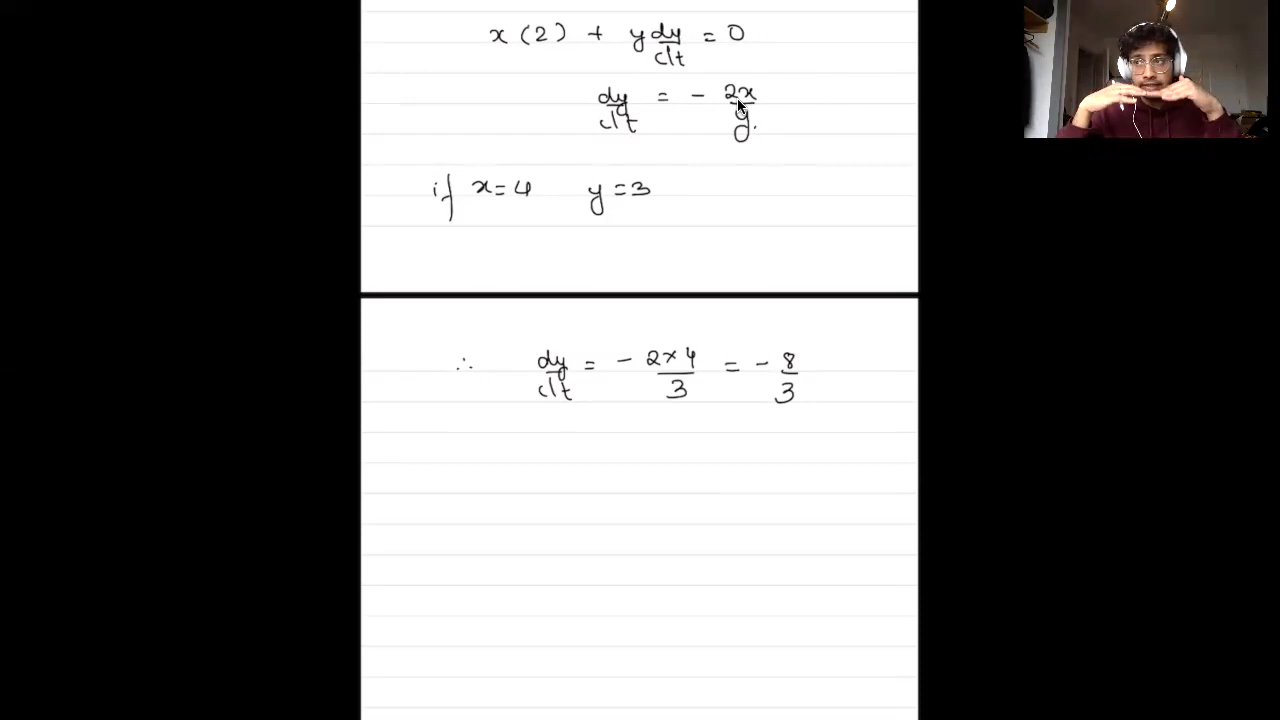 x (2) + y dy/dt = 0
dy/dt = - 2x/y.
if x = 4 y = 3
∴ dy/dt = - 2 × 4/3 = - 8/3